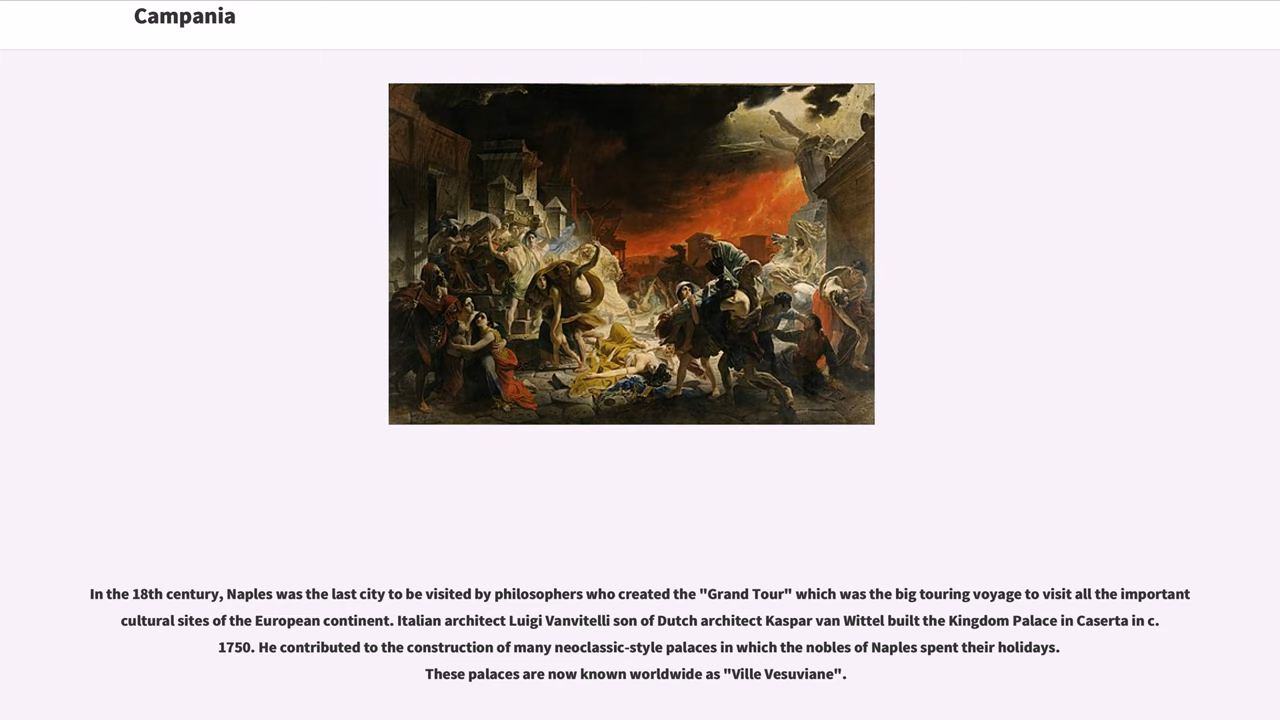 Campania
In the 18th century, Naples was the last city to be visited by philosophers who created the "Grand Tour" which was the big touring voyage to visit all the important
cultural sites of the European continent. Italian architect Luigi Vanvitelli son of Dutch architect Kaspar van Wittel built the Kingdom Palace in Caserta in c.
1750. He contributed to the construction of many neoclassic-style palaces in which the nobles of Naples spent their holidays.
These palaces are now known worldwide as "Ville Vesuviane".